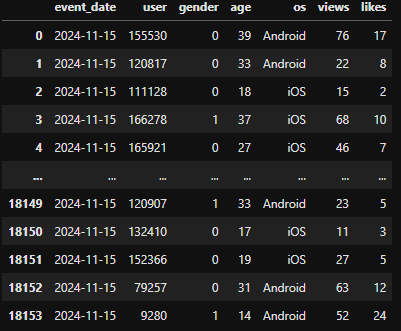 event_date user gender age os views likes
0 2024-11-15 155530 0 39 Android 76 17
1 2024-11-15 120817 0 33 Android 22 8
2 2024-11-15 111128 0 18 iOS 15 2
3 2024-11-15 166278 1 37 iOS 68 10
4 2024-11-15 165921 0 27 iOS 46 7
... ... ... ... ... ... ... ...
18149 2024-11-15 120907 1 33 Android 23 5
18150 2024-11-15 132410 0 17 iOS 11 3
18151 2024-11-15 152366 0 19 iOS 27 5
18152 2024-11-15 79257 0 31 Android 63 12
18153 2024-11-15 9280 1 14 Android 52 24